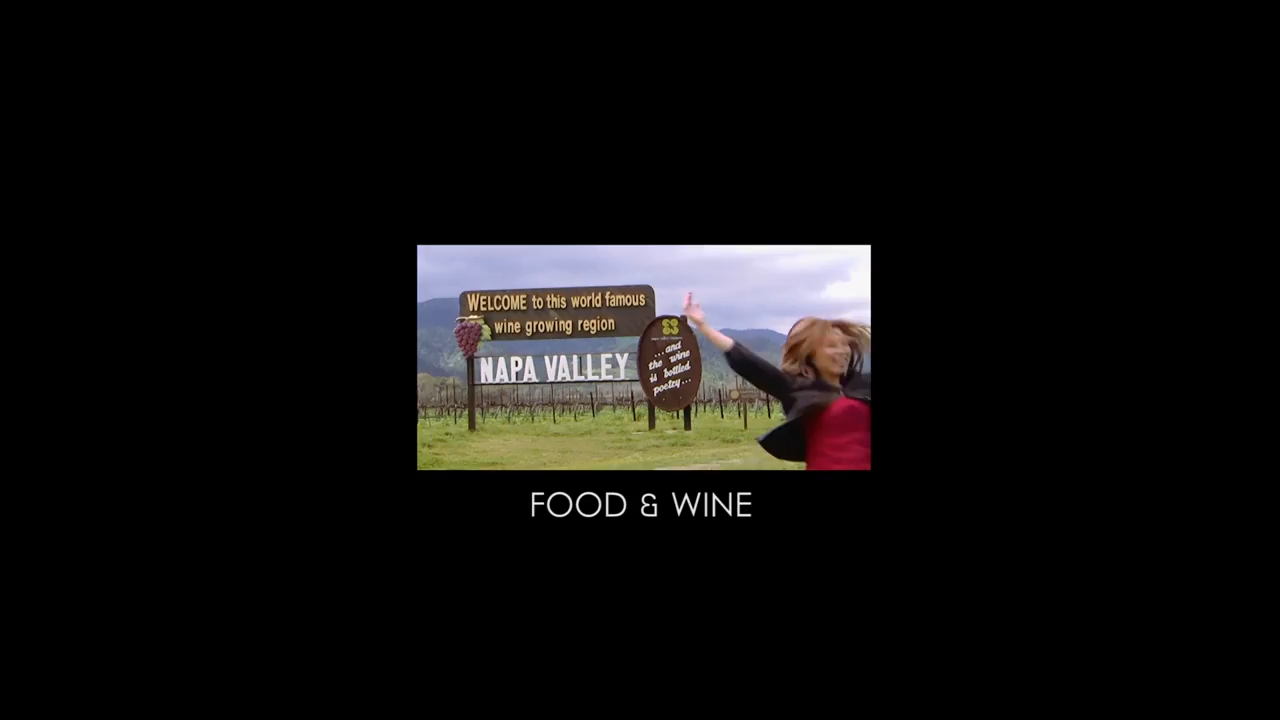 WELCOME to this world famous
wine growing region
NAPA VALLEY
...and
the wine
is bottled
poetry...
FOOD & WINE